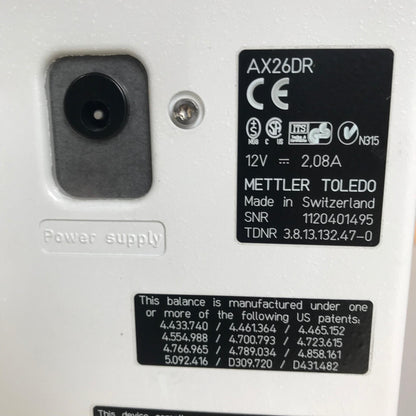 AX26DR
CE
N315
12V ⎓ 2,08A
METTLER TOLEDO
Made in Switzerland
SNR 1120401495
TDNR 3.8.13.132.47-0
Power supply
This balance is manufactured under one
or more of the following US patents:
4.433.740 / 4.461.364 / 4.465.152
4.554.988 / 4.700.793 / 4.723.615
4.766.965 / 4.789.034 / 4.858.161
5.092.416 / D309.720 / D431.482